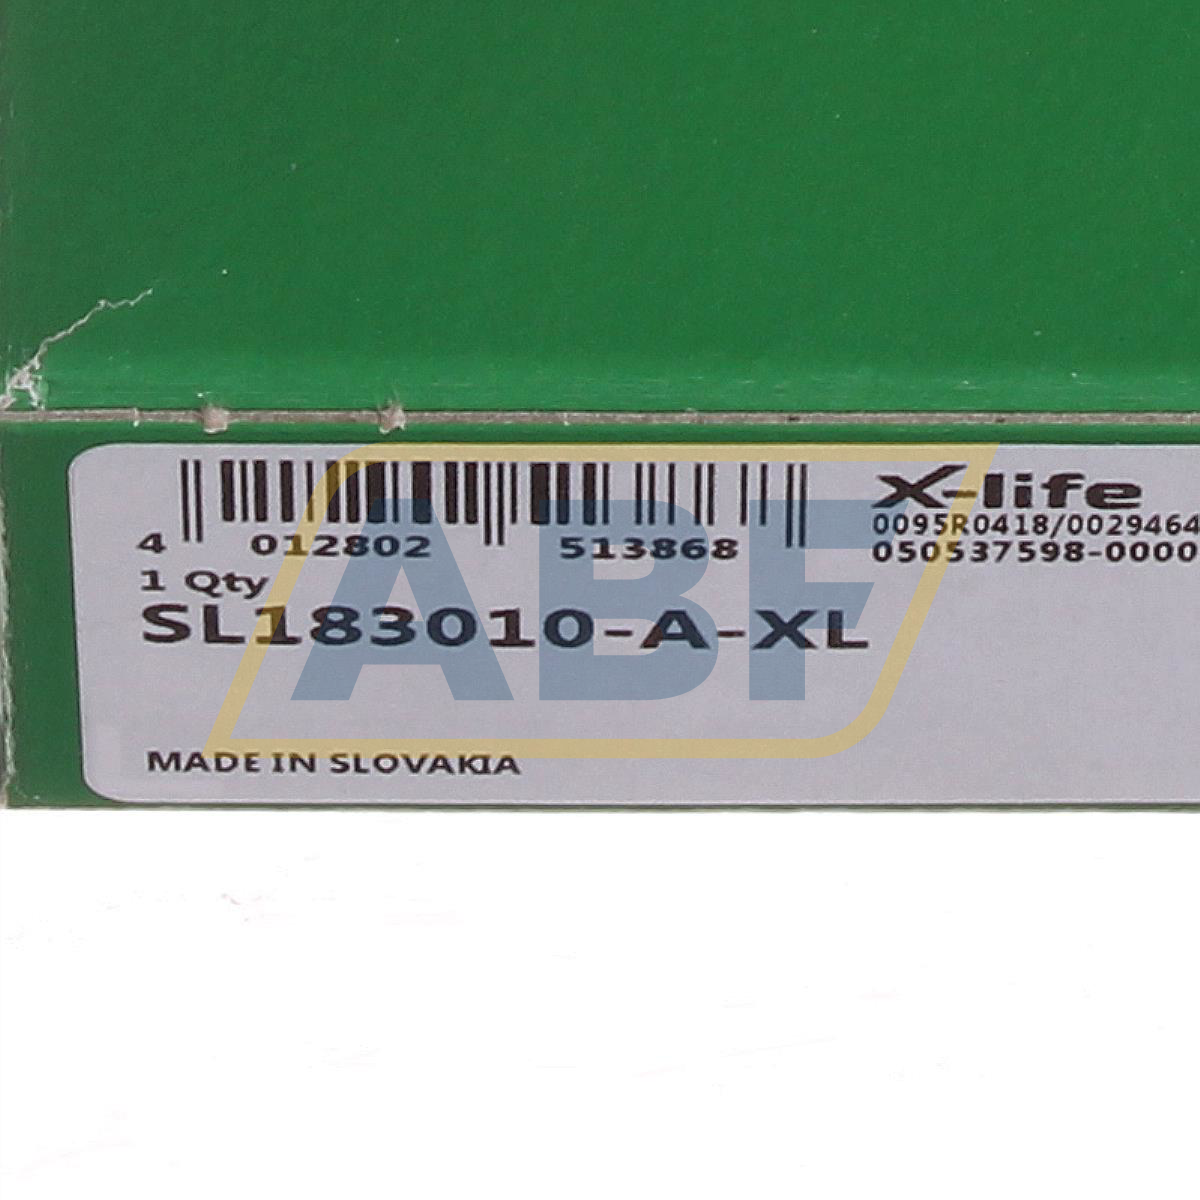 X-life
0095R0418/0029464
050537598-0000
4 012802 513868
1 Qty
SL183010-A-XL
MADE IN SLOVAKIA
ABF